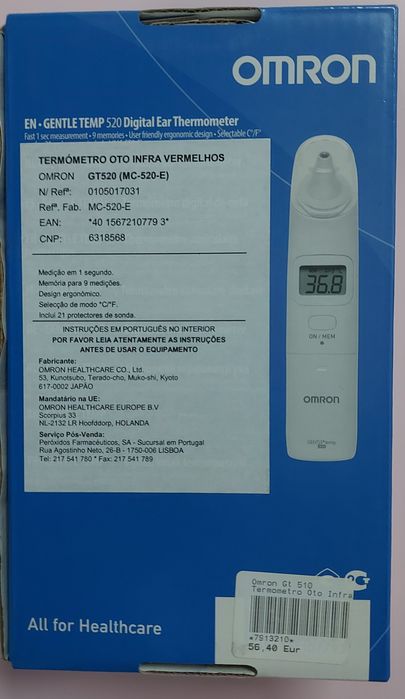 OMRON
EN • GENTLE TEMP 520 Digital Ear Thermometer
Fast 1 sec measurement • 9 memories • User friendly ergonomic design • Selectable C°/F°
TERMÓMETRO OTO INFRA VERMELHOS
OMRON GT520 (MC-520-E)
N/ Refª: 0105017031
Refª. Fab. MC-520-E
EAN: *40 1567210779 3*
CNP: 6318568
Medição em 1 segundo.
Memória para 9 medições.
Design ergonómico.
Selecção de modo °C/°F.
Inclui 21 protectores de sonda.
INSTRUÇÕES EM PORTUGUÊS NO INTERIOR
POR FAVOR LEIA ATENTAMENTE AS INSTRUÇÕES
ANTES DE USAR O EQUIPAMENTO
Fabricante:
OMRON HEALTHCARE CO., Ltd.
53, Kunotsubo, Terado-cho, Muko-shi, Kyoto
617-0002 JAPÃO
Mandatário na UE:
OMRON HEALTHCARE EUROPE B.V
Scorpius 33
NL-2132 LR Hoofddorp, HOLANDA
Serviço Pós-Venda:
Peróxidos Farmacêuticos, SA - Sucursal em Portugal
Rua Agostinho Neto, 26-B - 1750-006 LISBOA
Tel: 217 541 780 * Fax: 217 541 789
36.8
ON / MEM
OMRON
GENTLE temp
520
Omron Gt 510
Termometro Oto Infra
*7913210*
56,40 Eur
All for Healthcare